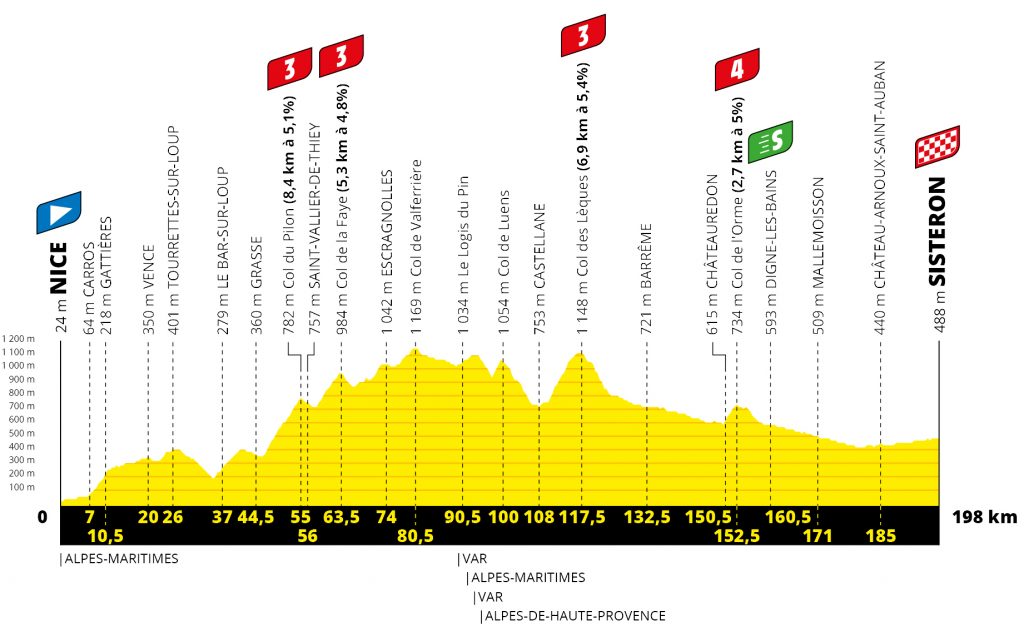 3
3
3
4
S
24 m NICE
64 m CARROS
218 m GATTIÈRES
350 m VENCE
401 m TOURRETTES-SUR-LOUP
279 m LE BAR-SUR-LOUP
360 m GRASSE
782 m Col du Pilon (8,4 km à 5,1%)
757 m SAINT-VALLIER-DE-THIEY
984 m Col de la Faye (5,3 km à 4,8%)
1 042 m ESCRAGNOLLES
1 169 m Col de Valferrière
1 034 m Le Logis du Pin
1 054 m Col de Luens
753 m CASTELLANE
1 148 m Col des Lèques (6,9 km à 5,4%)
721 m BARRÊME
615 m CHÂTEAUREDON
734 m Col de l'Orme (2,7 km à 5%)
593 m DIGNE-LES-BAINS
509 m MALLEMOISSON
440 m CHÂTEAU-ARNOUX-SAINT-AUBAN
488 m SISTERON
1 200 m
1 100 m
1 000 m
900 m
800 m
700 m
600 m
500 m
400 m
300 m
200 m
100 m
0 7 20 26 37 44,5 55 63,5 74 90,5 100 108 117,5 132,5 150,5 160,5 185 198 km
10,5 56 80,5 152,5 171 185
|ALPES-MARITIMES |VAR
|ALPES-MARITIMES
|VAR
|ALPES-DE-HAUTE-PROVENCE